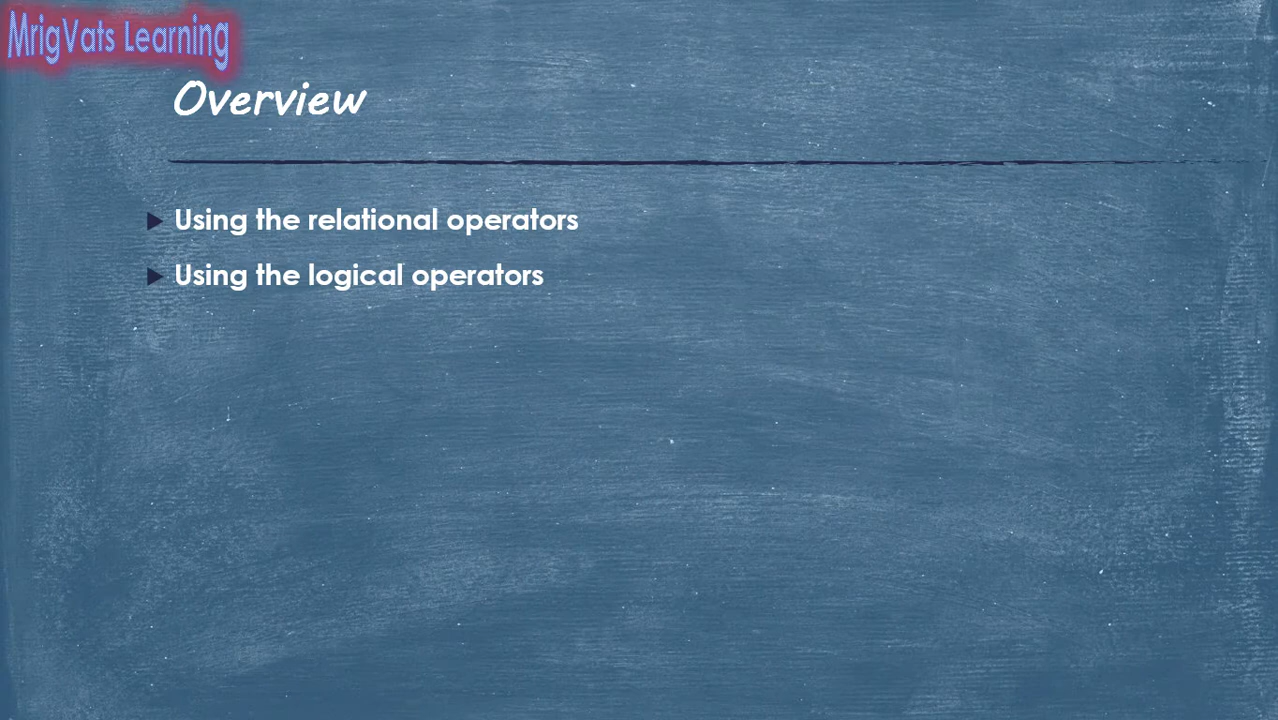 MrigVats Learning
Overview
Using the relational operators
Using the logical operators